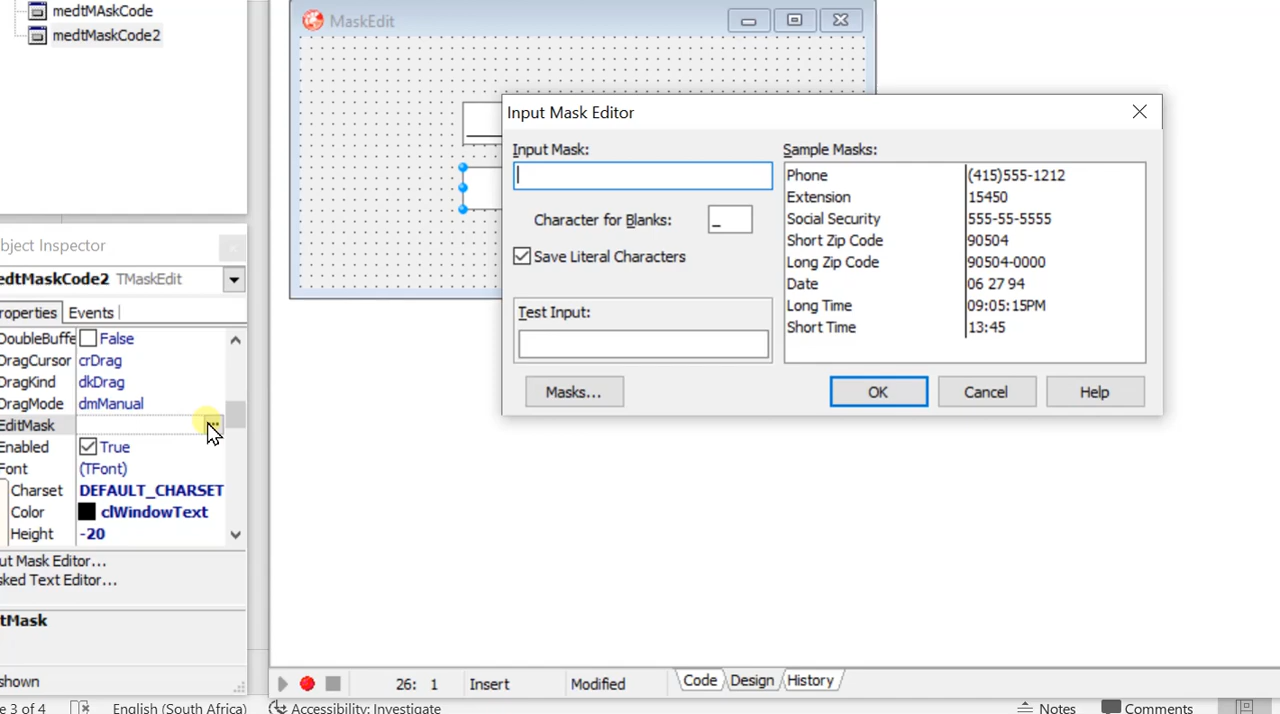 medtMAskCode
medtMaskCode2
MaskEdit
Input Mask Editor
Input Mask:
Character for Blanks: _
Save Literal Characters
Test Input:
Masks...
Sample Masks:
Phone (415)555-1212
Extension 15450
Social Security 555-55-5555
Short Zip Code 90504
Long Zip Code 90504-0000
Date 06 27 94
Long Time 09:05:15PM
Short Time 13:45
OK Cancel Help
bject Inspector
edtMaskCode2 TMaskEdit
roperties Events
DoubleBuffe False
DragCursor crDrag
DragKind dkDrag
DragMode dmManual
EditMask ...
Enabled True
Font (TFont)
Charset DEFAULT_CHARSET
Color clWindowText
Height -20
ut Mask Editor...
sked Text Editor...
tMask
shown
26: 1 Insert Modified Code Design History
e 3 of 4 English (South Africa) Accessibility: Investigate Notes Comments